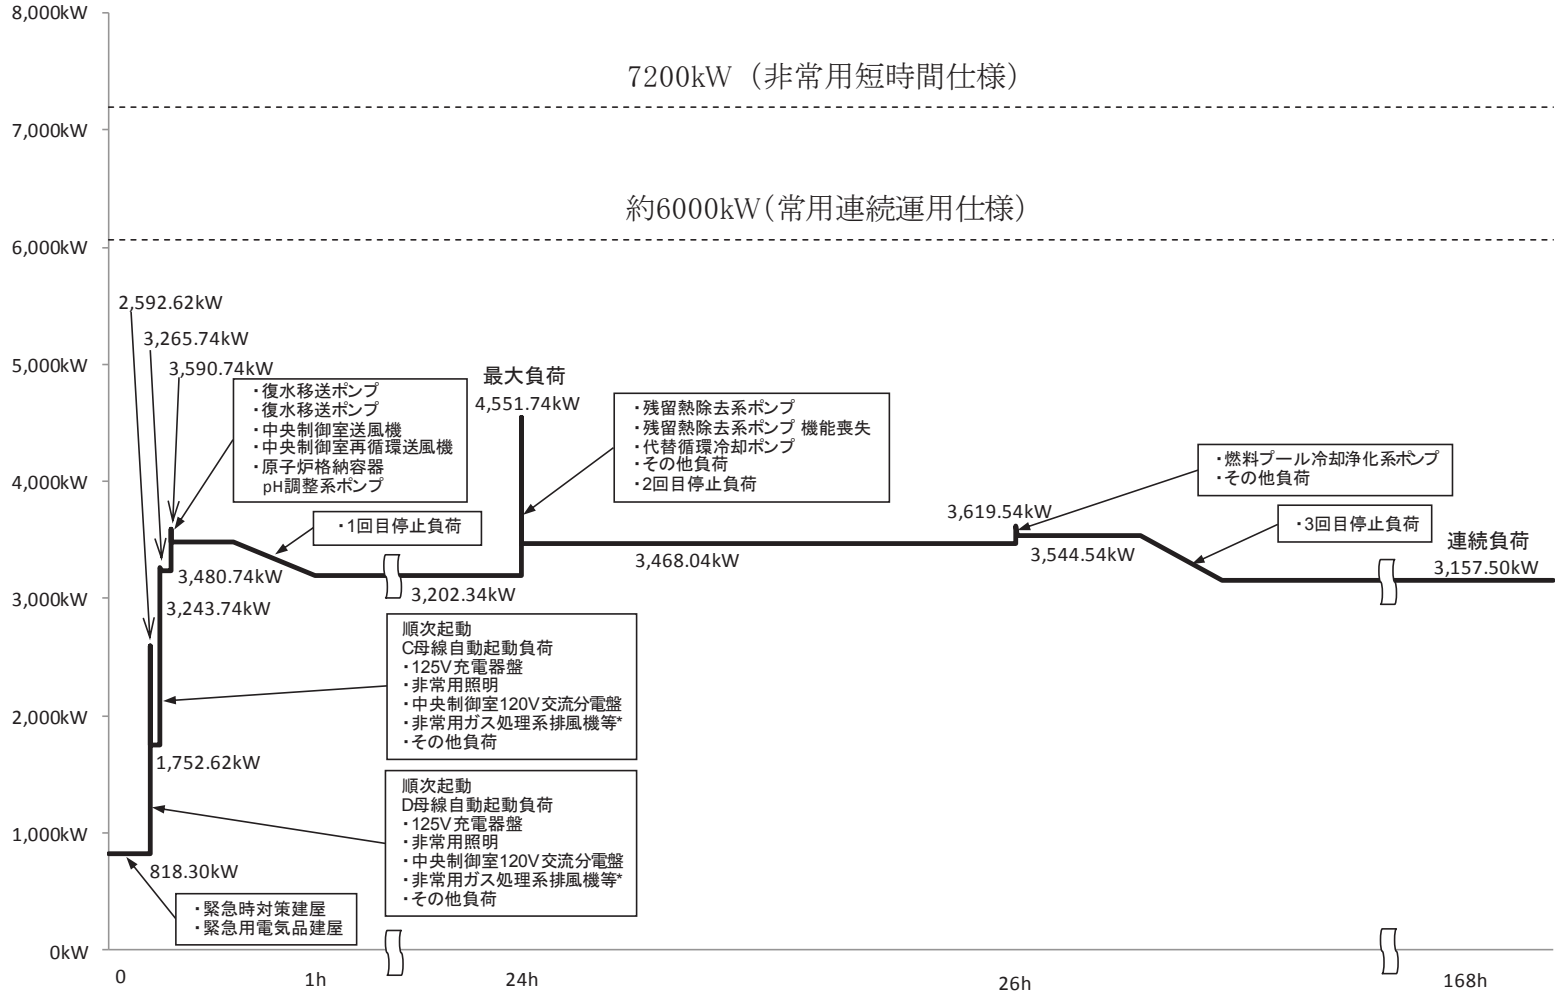 8,000kW
7200kW（非常用短時間仕様）
7,000kW
約6000kW（常用連続運用仕様）
6,000kW
2,592.62kW
3,265.74kW
3,590.74kW
5,000kW
最大負荷
4,551.74kW
・復水移送ポンプ
・復水移送ポンプ
・中央制御室送風機
・中央制御室再循環送風機
・原子炉格納容器
pH調整系ポンプ
・残留熱除去系ポンプ
・残留熱除去系ポンプ 機能喪失
・代替循環冷却ポンプ
・その他負荷
・2回目停止負荷
・燃料プール冷却浄化系ポンプ
・その他負荷
4,000kW
・1回目停止負荷
3,619.54kW
・3回目停止負荷
3,480.74kW
3,468.04kW
3,544.54kW
連続負荷
3,157.50kW
3,243.74kW
3,202.34kW
3,000kW
順次起動
C母線自動起動負荷
・125V充電器盤
・非常用照明
・中央制御室120V交流分電盤
・非常用ガス処理系排風機等*
・その他負荷
2,000kW
1,752.62kW
順次起動
D母線自動起動負荷
・125V充電器盤
・非常用照明
・中央制御室120V交流分電盤
・非常用ガス処理系排風機等*
・その他負荷
1,000kW
818.30kW
・緊急時対策建屋
・緊急用電気品建屋
0kW
0
1h
24h
26h
168h